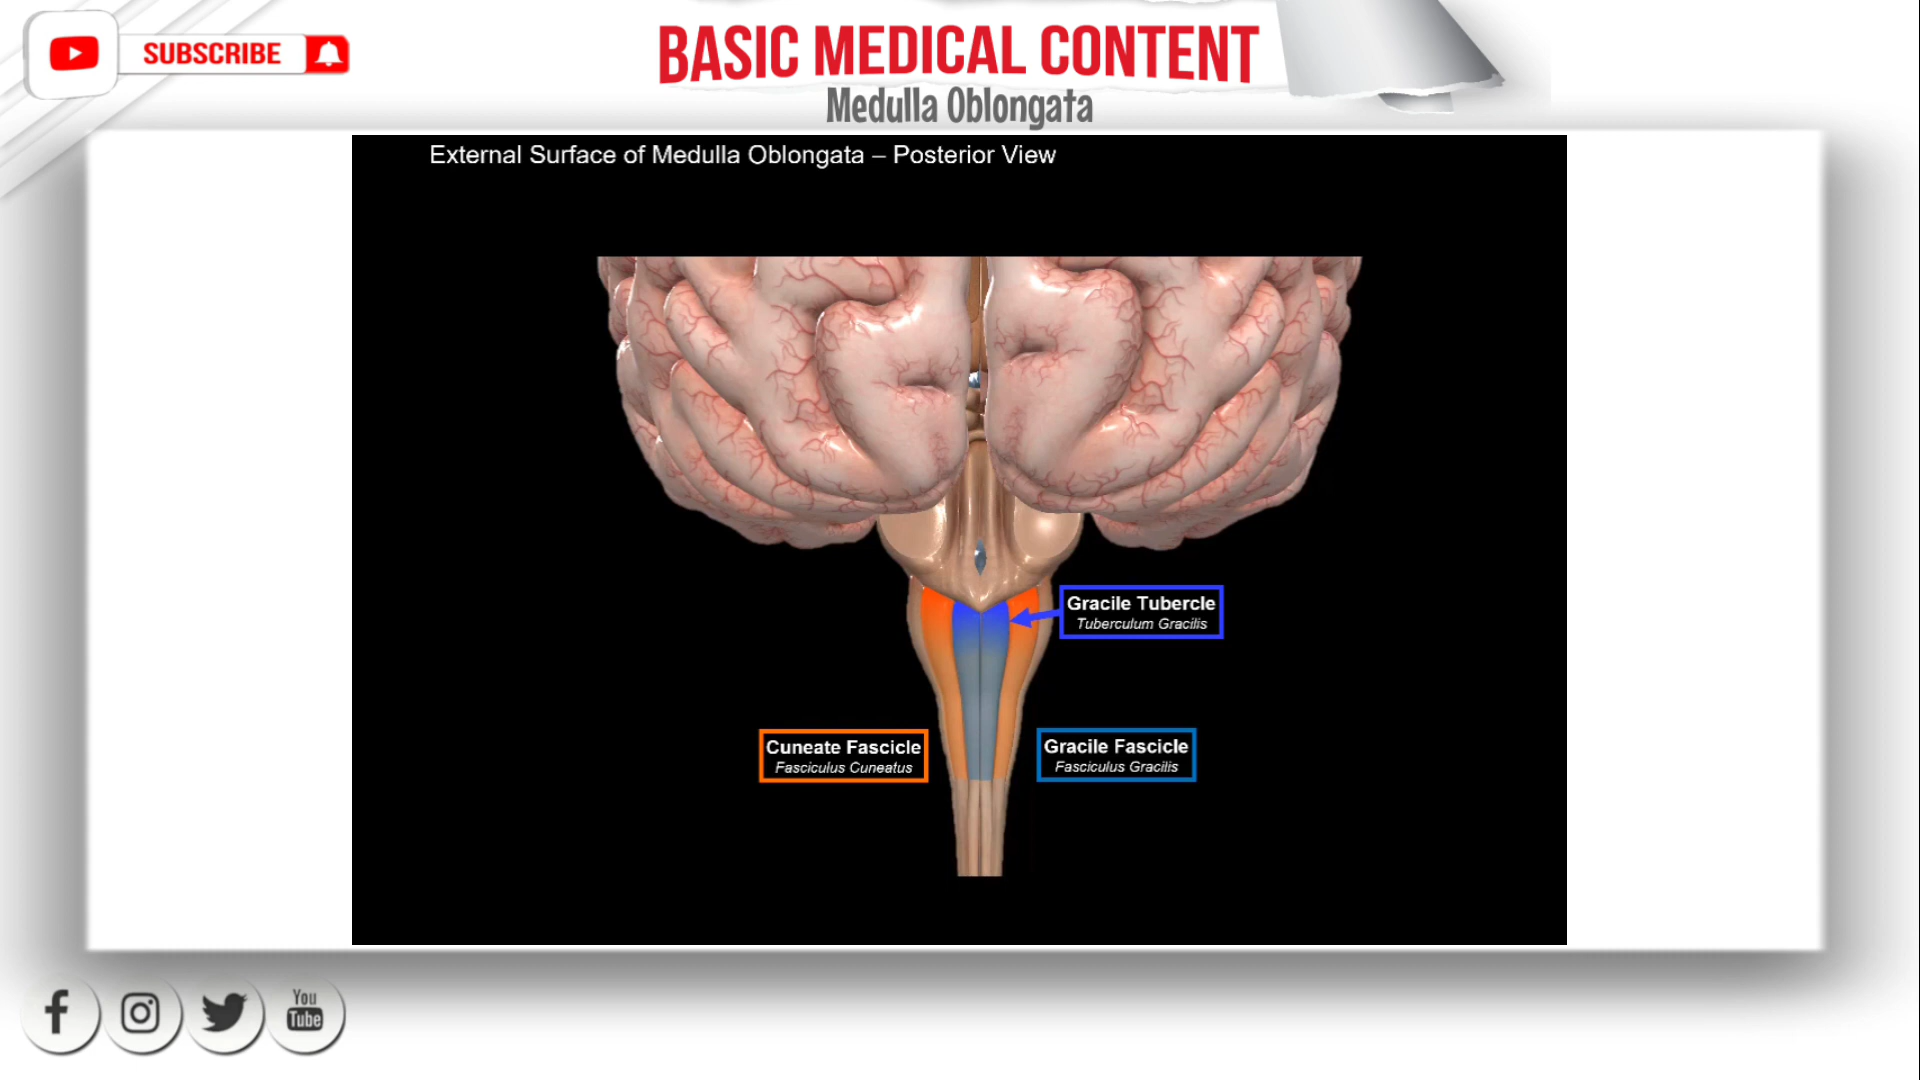 SUBSCRIBE
BASIC MEDICAL CONTENT
Medulla Oblongata
External Surface of Medulla Oblongata – Posterior View
Gracile Tubercle
Tuberculum Gracilis
Cuneate Fascicle
Fasciculus Cuneatus
Gracile Fascicle
Fasciculus Gracilis
You
Tube